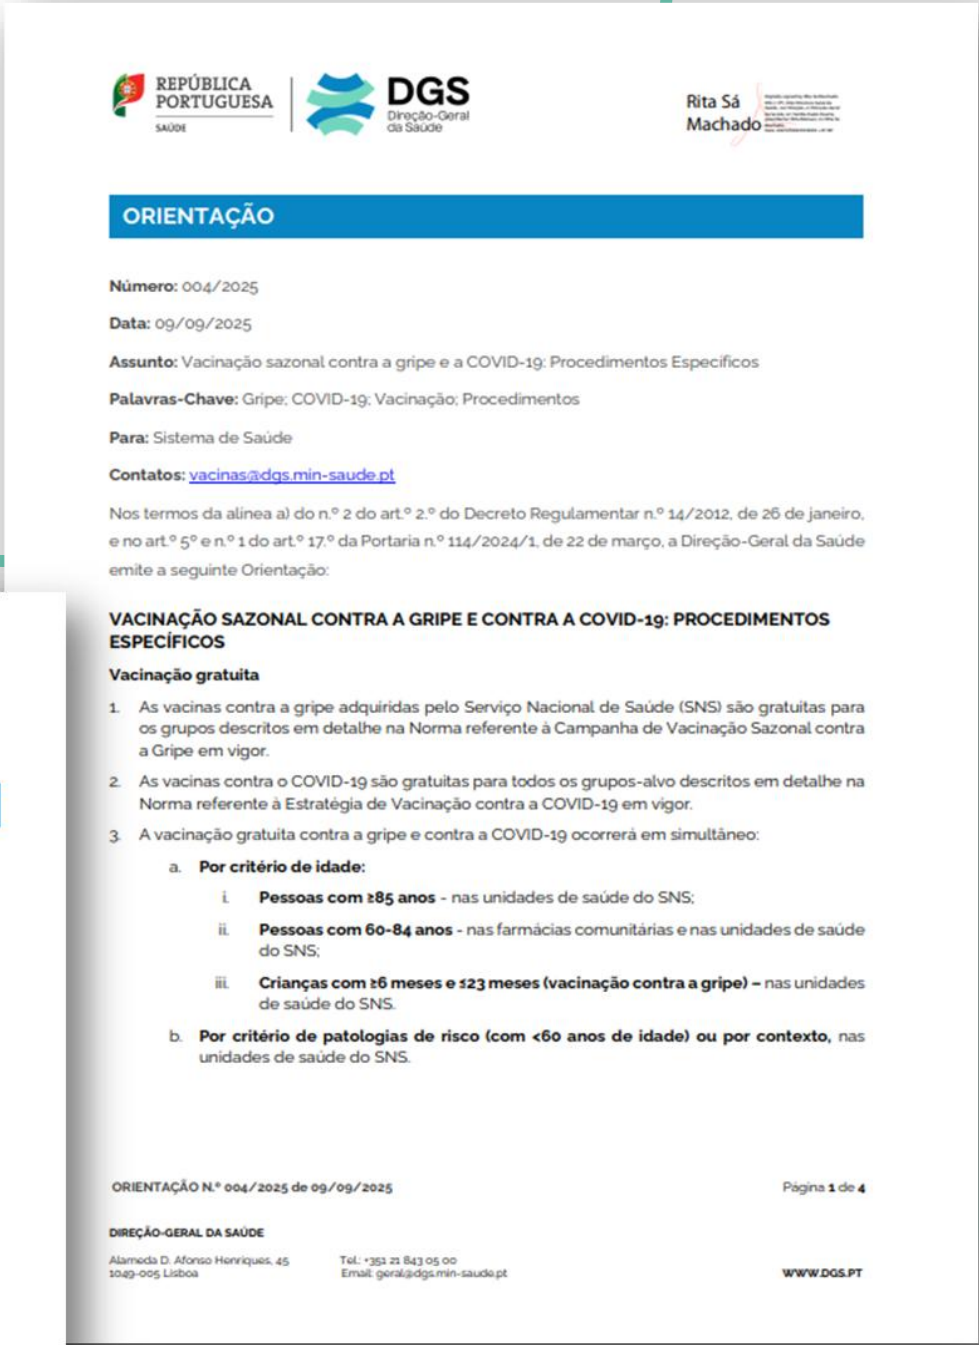 REPÚBLICA
PORTUGUESA
SAÚDE
DGS
Direção-Geral
da Saúde
Rita Sá
Machado
ORIENTAÇÃO
Número: 004/2025
Data: 09/09/2025
Assunto: Vacinação sazonal contra a gripe e a COVID-19: Procedimentos Específicos
Palavras-Chave: Gripe; COVID-19; Vacinação; Procedimentos
Para: Sistema de Saúde
Contatos: vacinas@dgs.min-saude.pt
Nos termos da alínea a) do n.º 2 do art.º 2.º do Decreto Regulamentar n.º 14/2012, de 26 de janeiro,
e no art.º 5º e n.º 1 do art.º 17.º da Portaria n.º 114/2024/1, de 22 de março, a Direção-Geral da Saúde
emite a seguinte Orientação:
VACINAÇÃO SAZONAL CONTRA A GRIPE E CONTRA A COVID-19: PROCEDIMENTOS
ESPECÍFICOS
Vacinação gratuita
1. As vacinas contra a gripe adquiridas pelo Serviço Nacional de Saúde (SNS) são gratuitas para
os grupos descritos em detalhe na Norma referente à Campanha de Vacinação Sazonal contra
a Gripe em vigor.
2. As vacinas contra o COVID-19 são gratuitas para todos os grupos-alvo descritos em detalhe na
Norma referente à Estratégia de Vacinação contra a COVID-19 em vigor.
3. A vacinação gratuita contra a gripe e contra a COVID-19 ocorrerá em simultâneo:
a. Por critério de idade:
i. Pessoas com ≥85 anos - nas unidades de saúde do SNS;
ii. Pessoas com 60-84 anos - nas farmácias comunitárias e nas unidades de saúde
do SNS;
iii. Crianças com ≥6 meses e ≤23 meses (vacinação contra a gripe) – nas unidades
de saúde do SNS.
b. Por critério de patologias de risco (com <60 anos de idade) ou por contexto, nas
unidades de saúde do SNS.
ORIENTAÇÃO N.º 004/2025 de 09/09/2025
Página 1 de 4
DIREÇÃO-GERAL DA SAÚDE
Alameda D. Afonso Henriques, 45
1049-005 Lisboa
Tel.: +351 21 843 05 00
Email: geral@dgs.min-saude.pt
WWW.DGS.PT